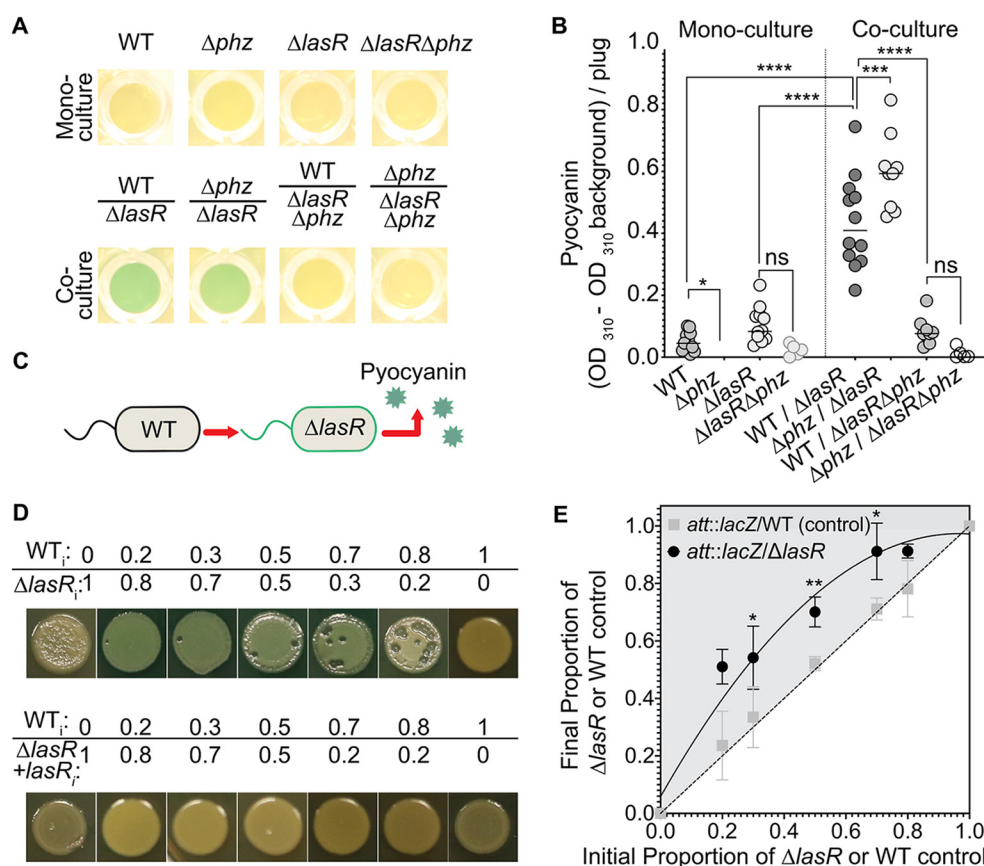 A
WT Δphz ΔlasR ΔlasRΔphz
Mono-
culture
WT Δphz WT Δphz
ΔlasR ΔlasR ΔlasR ΔlasR
Δphz Δphz
Co-
culture
B
Mono-culture Co-culture
**** ****
***
****
* ns ns
Pyocyanin
(OD 310 - OD 310 background) / plug
1.0
0.8
0.6
0.4
0.2
0.0
WT
Δphz
ΔlasR
ΔlasRΔphz
WT / ΔlasR
Δphz / ΔlasR
WT / ΔlasRΔphz
Δphz / ΔlasRΔphz
C
Pyocyanin
WT ΔlasR
D
WTi: 0 0.2 0.3 0.5 0.7 0.8 1
ΔlasRi: 1 0.8 0.7 0.5 0.3 0.2 0
WTi: 0 0.2 0.3 0.5 0.7 0.8 1
ΔlasR 1 0.8 0.7 0.5 0.2 0.2 0
+lasRi:
E
att::lacZ/WT (control)
att::lacZ/ΔlasR
*
**
*
Final Proportion of
ΔlasR or WT control
1.0
0.8
0.6
0.4
0.2
0.0
0.0 0.2 0.4 0.6 0.8 1.0
Initial Proportion of ΔlasR or WT control